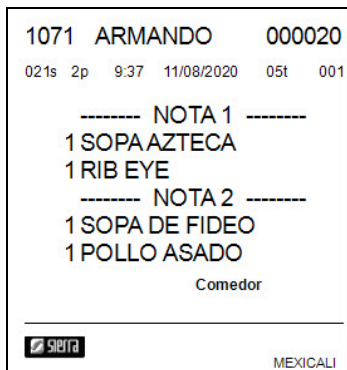 1071 ARMANDO 000020
021s 2p 9:37 11/08/2020 05t 001
-------- NOTA 1 --------
1 SOPA AZTECA
1 RIB EYE
-------- NOTA 2 --------
1 SOPA DE FIDEO
1 POLLO ASADO
Comedor
sierra
MEXICALI